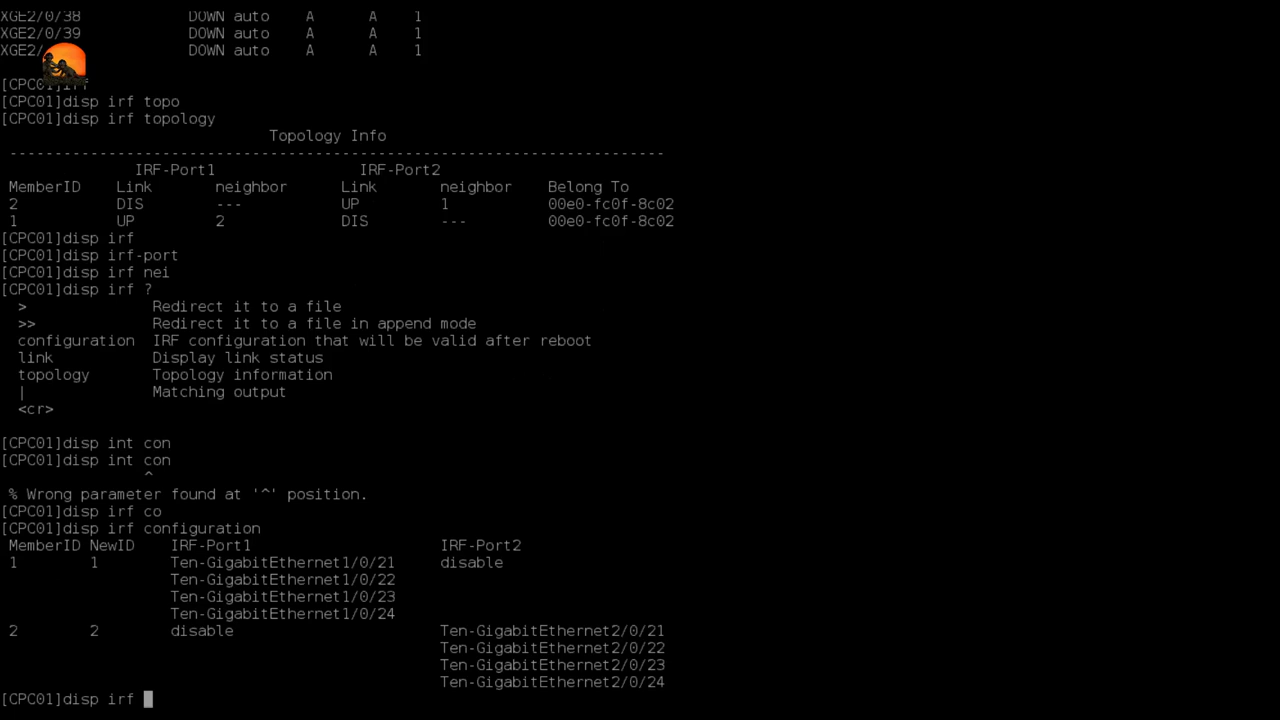 XGE2/0/38 DOWN auto A A 1
XGE2/0/39 DOWN auto A A 1
XGE2/ DOWN auto A A 1
[CPC01]irf
[CPC01]disp irf topo
[CPC01]disp irf topology
Topology Info
-------------------------------------------------------------------------
IRF-Port1 IRF-Port2
MemberID Link neighbor Link neighbor Belong To
2 DIS --- UP 1 00e0-fc0f-8c02
1 UP 2 DIS --- 00e0-fc0f-8c02
[CPC01]disp irf
[CPC01]disp irf-port
[CPC01]disp irf nei
[CPC01]disp irf ?
> Redirect it to a file
>> Redirect it to a file in append mode
configuration IRF configuration that will be valid after reboot
link Display link status
topology Topology information
| Matching output
<cr>
[CPC01]disp int con
[CPC01]disp int con
^
% Wrong parameter found at '^' position.
[CPC01]disp irf co
[CPC01]disp irf configuration
MemberID NewID IRF-Port1 IRF-Port2
1 1 Ten-GigabitEthernet1/0/21 disable
Ten-GigabitEthernet1/0/22
Ten-GigabitEthernet1/0/23
Ten-GigabitEthernet1/0/24
2 2 disable Ten-GigabitEthernet2/0/21
Ten-GigabitEthernet2/0/22
Ten-GigabitEthernet2/0/23
Ten-GigabitEthernet2/0/24
[CPC01]disp irf